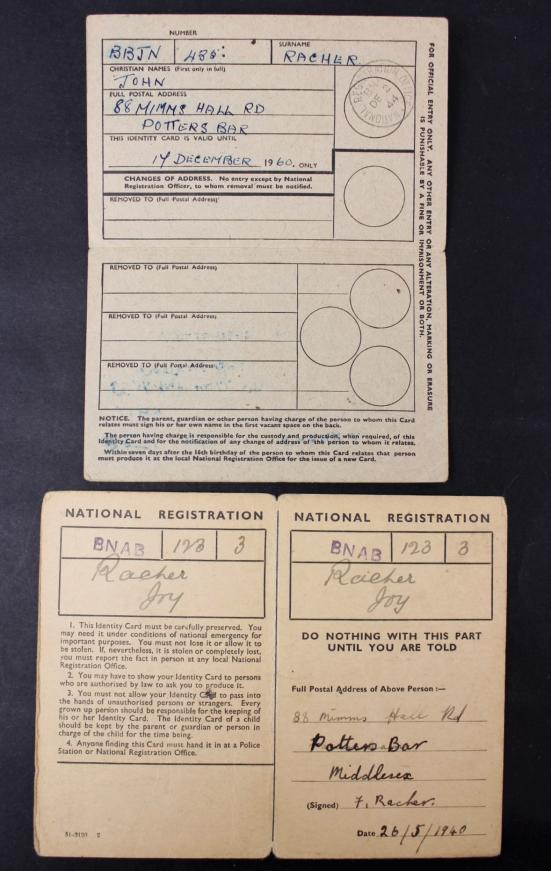 NUMBER
BBJN 485: SURNAME RACHER.
CHRISTIAN NAMES (First only in full)
JOHN
FULL POSTAL ADDRESS
88 MIMMS HALL RD
POTTERS BAR
THIS IDENTITY CARD IS VALID UNTIL
14 DECEMBER 1960. ONLY
CHANGES OF ADDRESS. No entry except by National
Registration Officer, to whom removal must be notified.
REMOVED TO (Full Postal Address)
NATIONAL REGISTRATION OFFICE
44
FOR OFFICIAL ENTRY ONLY. ANY OTHER ENTRY OR ANY ALTERATION, MARKING OR ERASURE
IS PUNISHABLE BY A FINE OR IMPRISONMENT OR BOTH.
REMOVED TO (Full Postal Address)
REMOVED TO (Full Postal Address)
REMOVED TO (Full Postal Address)
NOTICE. The parent, guardian or other person having charge of the person to whom this Card
relates must sign his or her own name in the first vacant space on the back.
The person having charge is responsible for the custody and production, when required, of this
Identity Card and for the notification of any change of address of the person to whom it relates.
Within seven days after the 16th birthday of the person to whom this Card relates that person
must produce it at the local National Registration Office for the issue of a new Card.
NATIONAL REGISTRATION
BNAB 123 3
Racher
Joy
1. This Identity Card must be carefully preserved. You
may need it under conditions of national emergency for
important purposes. You must not lose it or allow it to
be stolen. If, nevertheless, it is stolen or completely lost,
you must report the fact in person at any local National
Registration Office.
2. You may have to show your Identity Card to persons
who are authorised by law to ask you to produce it.
3. You must not allow your Identity Card to pass into
the hands of unauthorised persons or strangers. Every
grown up person should be responsible for the keeping of
his or her Identity Card. The Identity Card of a child
should be kept by the parent or guardian or person in
charge of the child for the time being.
4. Anyone finding this Card must hand it in at a Police
Station or National Registration Office.
51-3120 2
NATIONAL REGISTRATION
BNAB 123 3
Racher
Joy
DO NOTHING WITH THIS PART
UNTIL YOU ARE TOLD
Full Postal Address of Above Person:—
88 Mimms Hall Rd
Potters Bar
Middlesex
(Signed) F. Racher.
Date 26/5/1940